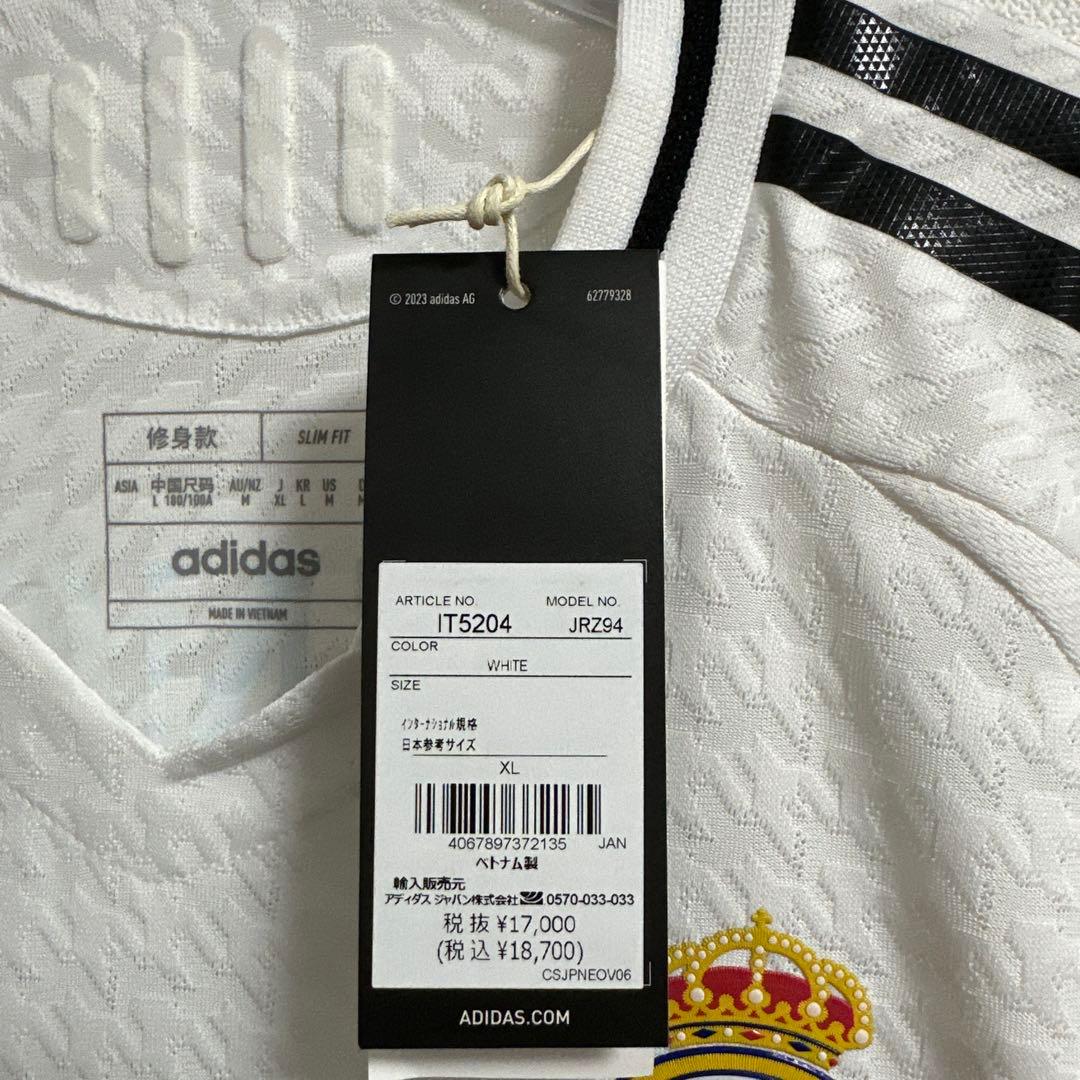 © 2023 adidas AG 62779328
修身款 SLIM FIT
ASIA 中国尺码 AU/NZ J KR US
L 180/100A M XL L M
adidas
MADE IN VIETNAM
ARTICLE NO. MODEL NO.
IT5204 JRZ94
COLOR
WHITE
SIZE
インターナショナル規格
日本参考サイズ
XL
4067897372135 JAN
ベトナム製
輸入販売元
アディダス ジャパン株式会社 0570-033-033
税抜 ¥17,000
(税込 ¥18,700)
CSJPNEOV06
ADIDAS.COM